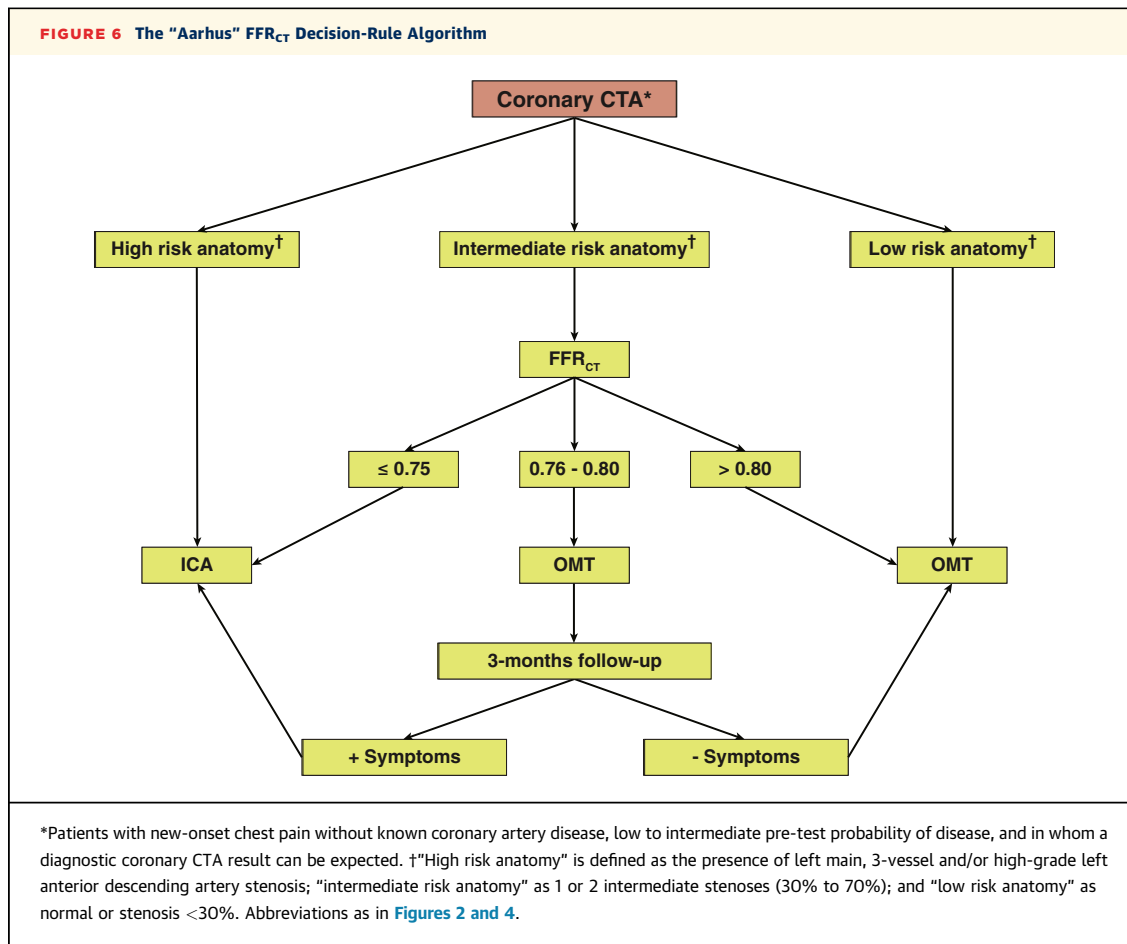 FIGURE 6 The "Aarhus" FFRCT Decision-Rule Algorithm
Coronary CTA*
High risk anatomy†
Intermediate risk anatomy†
Low risk anatomy†
FFRCT
≤ 0.75
0.76 - 0.80
> 0.80
ICA
OMT
OMT
3-months follow-up
+ Symptoms
- Symptoms
*Patients with new-onset chest pain without known coronary artery disease, low to intermediate pre-test probability of disease, and in whom a
diagnostic coronary CTA result can be expected. †"High risk anatomy" is defined as the presence of left main, 3-vessel and/or high-grade left
anterior descending artery stenosis; "intermediate risk anatomy" as 1 or 2 intermediate stenoses (30% to 70%); and "low risk anatomy" as
normal or stenosis <30%. Abbreviations as in Figures 2 and 4.